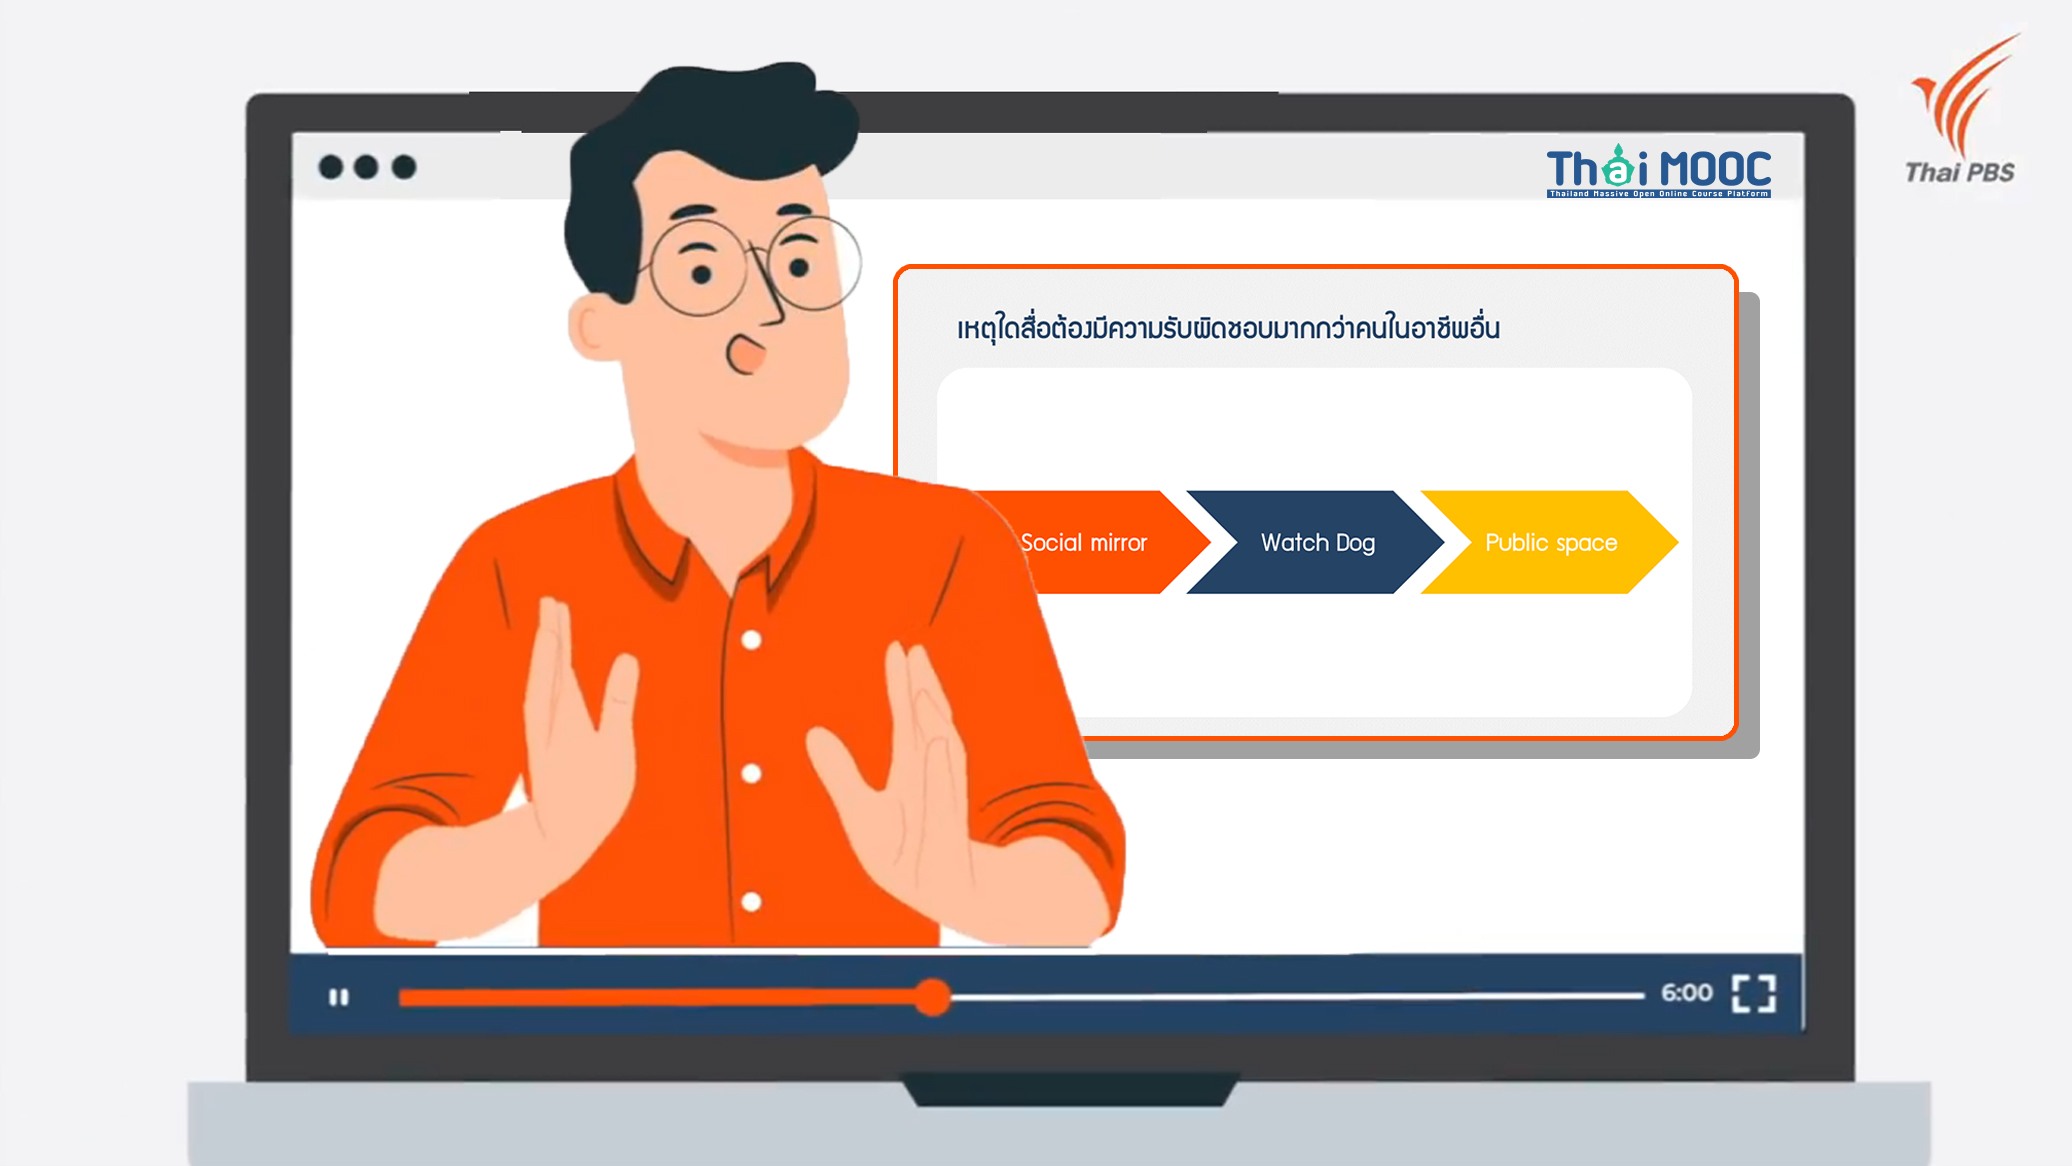 Thai MOOC
Thailand Massive Open Online Course Platform
Thai PBS
เหตุใดสื่อต้องมีความรับผิดชอบมากกว่าคนในอาชีพอื่น
Social mirror
Watch Dog
Public space
6:00